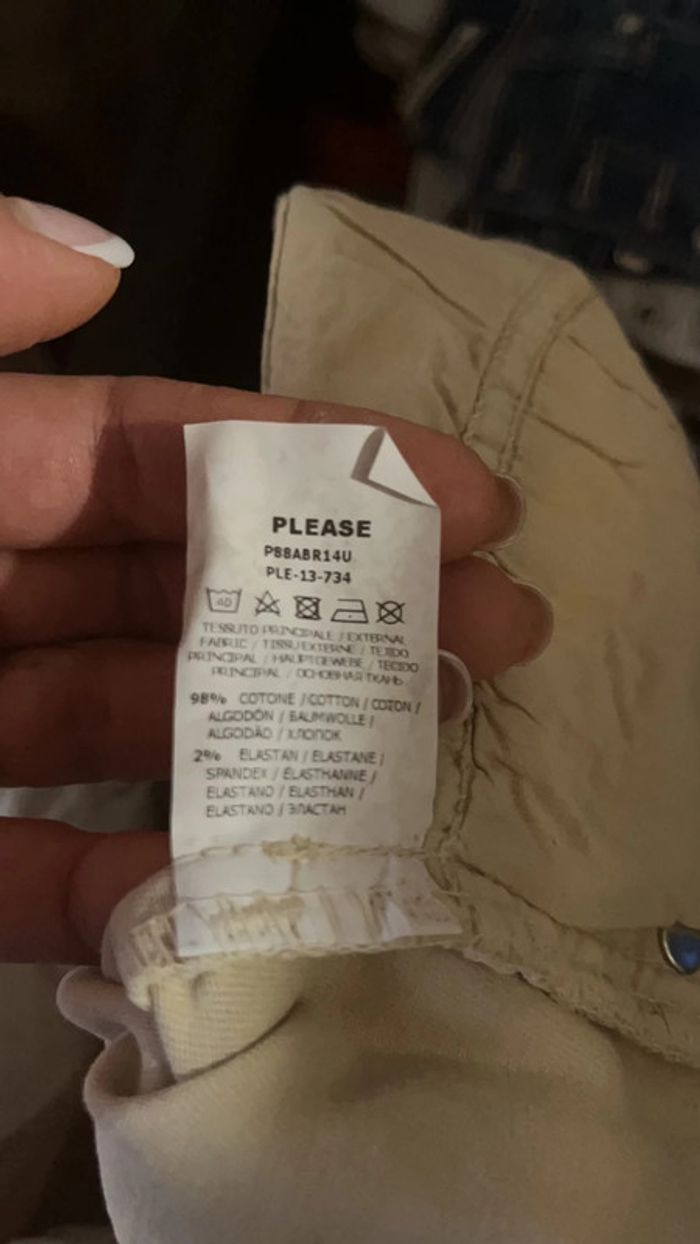 PLEASE
P88ABR14U
PLE-13-734
40
TESSUTO PRINCIPALE / EXTERNAL
FABRIC / TISSU EXTERNE / TEJIDO
PRINCIPAL / HAUPTGEWEBE / TECIDO
PRINCIPAL / ОСНОВНАЯ ТКАНЬ
98% COTONE / COTTON / COTON /
ALGODÓN / BAUMWOLLE /
ALGODÃO / ХЛОПОК
2% ELASTAN / ELASTANE /
SPANDEX / ÉLASTHANNE /
ELASTANO / ELASTHAN /
ELASTANO / ЭЛАСТАН